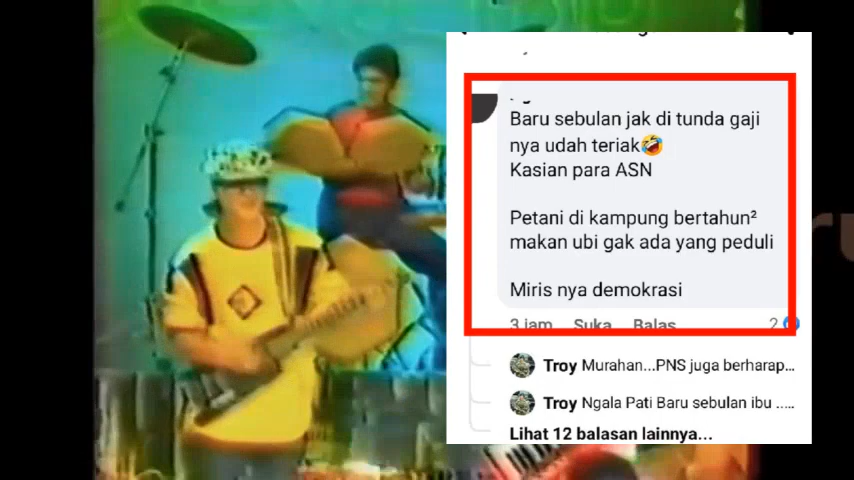 Baru sebulan jak di tunda gaji
nya udah teriak🤣
Kasian para ASN
Petani di kampung bertahun²
makan ubi gak ada yang peduli
Miris nya demokrasi
3 jam Suka Balas 2
Troy Murahan...PNS juga berharap...
Troy Ngala Pati Baru sebulan ibu .....
Lihat 12 balasan lainnya...